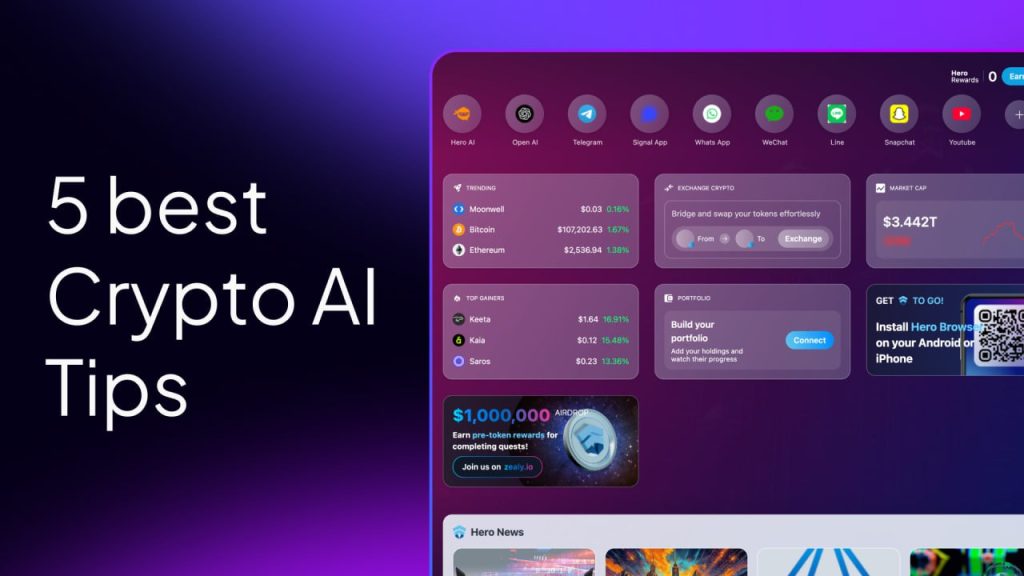 5 best
Crypto AI
Tips
Hero
Rewards
0
Earn
Hero AI
Open AI
Telegram
Signal App
Whats App
WeChat
Line
Snapchat
Youtube
TRENDING
Moonwell $0.03 0.16%
Bitcoin $107,202.63 1.67%
Ethereum $2,536.94 1.38%
EXCHANGE CRYPTO
Bridge and swap your tokens effortlessly
From To Exchange
MARKET CAP
$3.442T
TOP GAINERS
Keeta $1.64 16.91%
Kaia $0.12 15.48%
Saros $0.23 13.36%
PORTFOLIO
Build your
portfolio
Add your holdings and
watch their progress
Connect
GET TO GO!
Install Hero Browser
on your Android or
iPhone
$1,000,000 AIRDROP
Earn pre-token rewards for
completing quests!
Join us on zealy.io
Hero News